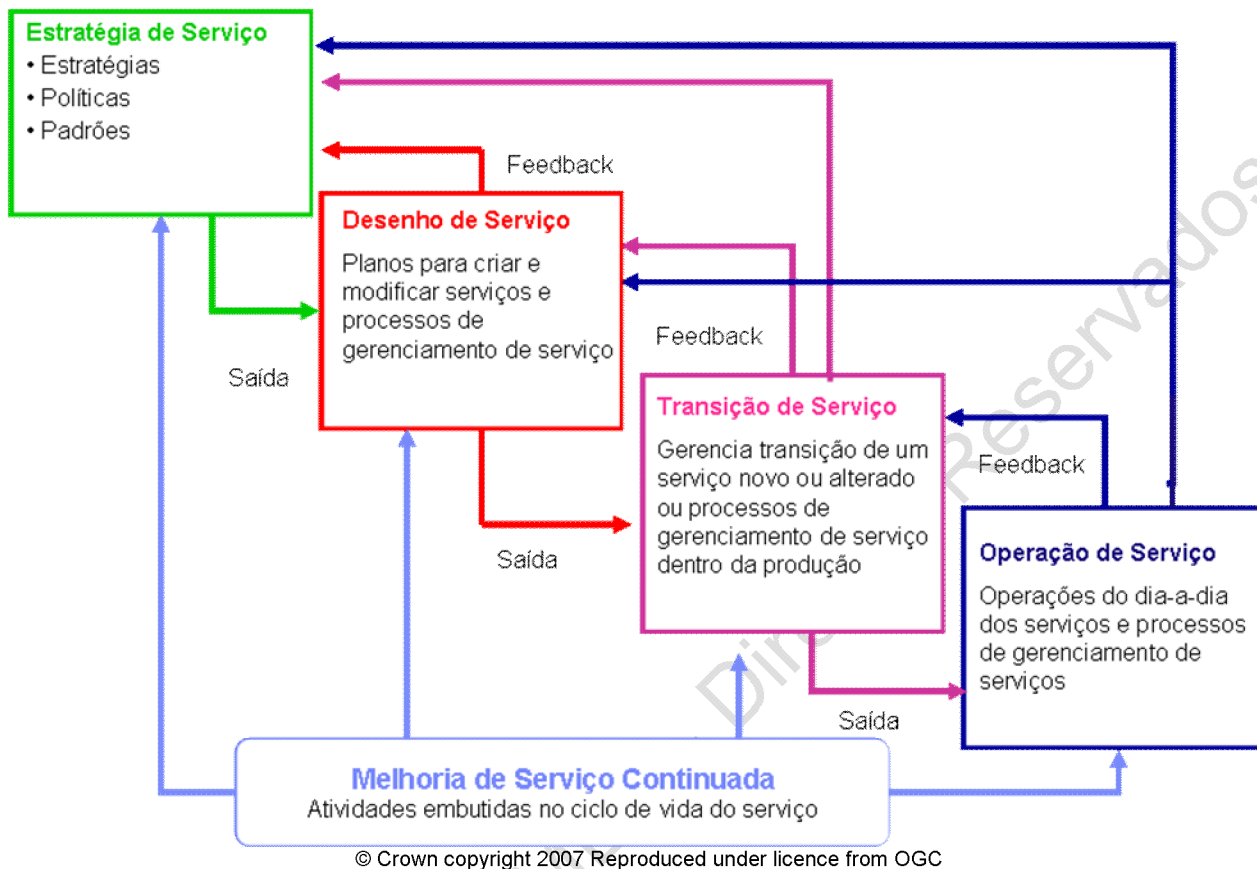 Estratégia de Serviço
• Estratégias
• Políticas
• Padrões
Feedback
Desenho de Serviço
Planos para criar e
modificar serviços e
processos de
gerenciamento de serviço
Saída
Feedback
Transição de Serviço
Gerencia transição de um
serviço novo ou alterado
ou processos de
gerenciamento de serviço
dentro da produção
Saída
Feedback
Operação de Serviço
Operações do dia-a-dia
dos serviços e processos
de gerenciamento de
serviços
Saída
Melhoria de Serviço Continuada
Atividades embutidas no ciclo de vida do serviço
© Crown copyright 2007 Reproduced under licence from OGC
Reservados